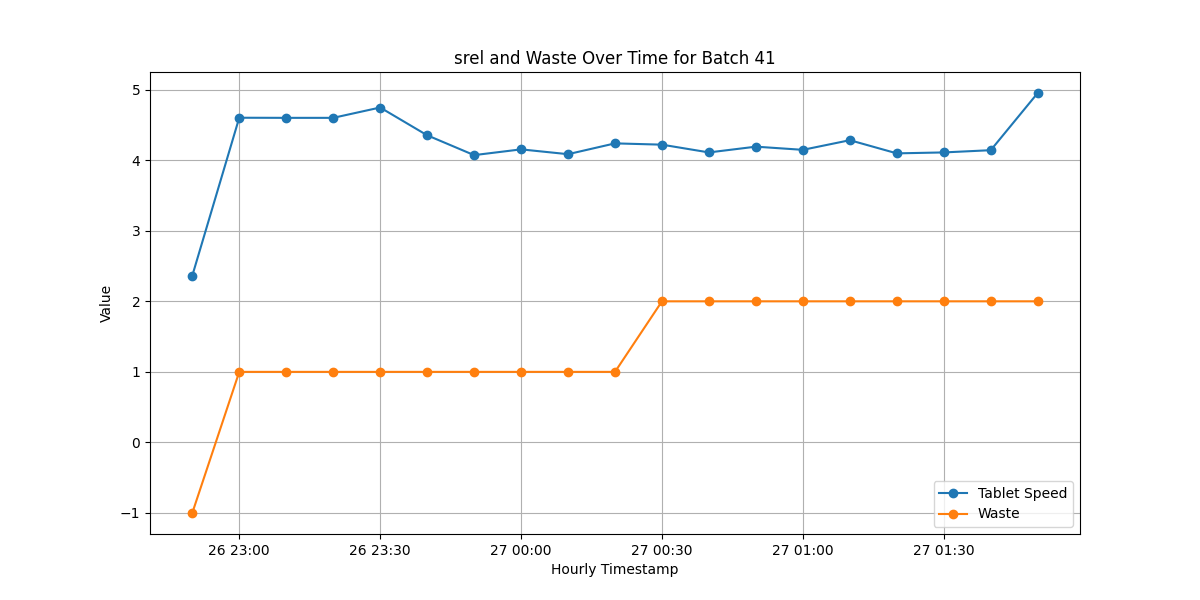 srel and Waste Over Time for Batch 41
5
4
3
2
1
0
−1
Value
26 23:00 26 23:30 27 00:00 27 00:30 27 01:00 27 01:30
Hourly Timestamp
Tablet Speed
Waste